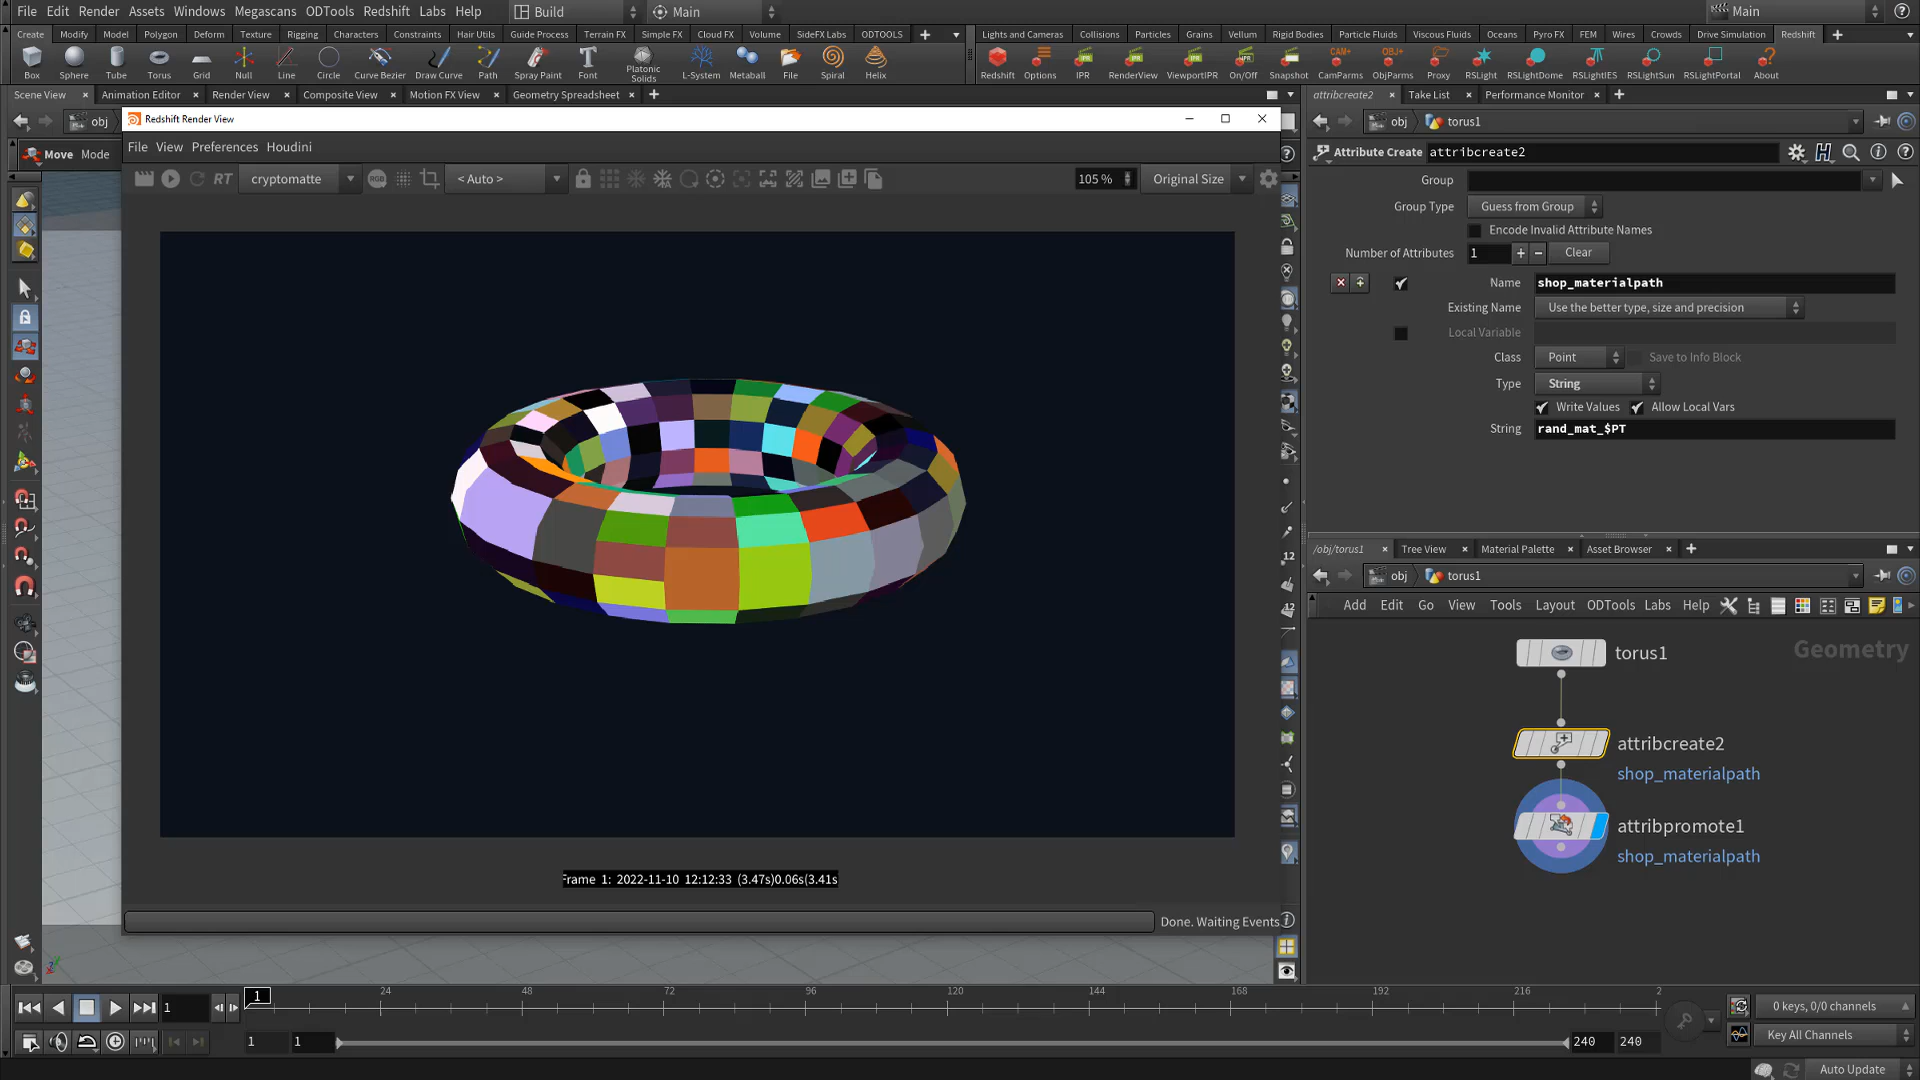 File Edit Render Assets Windows Megascans ODTools Redshift Labs Help Build Main Main
Create Modify Model Polygon Deform Texture Rigging Characters Constraints Hair Utils Guide Process Terrain FX Simple FX Cloud FX Volume SideFX Labs ODTOOLS
Lights and Cameras Collisions Particles Grains Vellum Rigid Bodies Particle Fluids Viscous Fluids Oceans Pyro FX FEM Wires Crowds Drive Simulation Redshift
Box Sphere Tube Torus Grid Null Line Circle Curve Bezier Draw Curve Path Spray Paint Font Platonic Solids L-System Metaball File Spiral Helix
Redshift Options IPR RenderView ViewportIPR On/Off Snapshot CamParms ObjParms Proxy RSLight RSLightDome RSLightIES RSLightSun RSLightPortal About
Scene View Animation Editor Render View Composite View Motion FX View Geometry Spreadsheet
obj
Move Mode
Redshift Render View
File View Preferences Houdini
RT cryptomatte < Auto > 105 % Original Size
Frame 1: 2022-11-10 12:12:33 (3.47s)0.06s(3.41s
Done. Waiting Events
attribcreate2 Take List Performance Monitor
obj torus1
Attribute Create attribcreate2
Group
Group Type Guess from Group
Encode Invalid Attribute Names
Number of Attributes 1 Clear
Name shop_materialpath
Existing Name Use the better type, size and precision
Local Variable
Class Point Save to Info Block
Type String
Write Values Allow Local Vars
String rand_mat_$PT
/obj/torus1 Tree View Material Palette Asset Browser
obj torus1
Add Edit Go View Tools Layout ODTools Labs Help
Geometry
torus1
attribcreate2
shop_materialpath
attribpromote1
shop_materialpath
12
12
1 1 24 48 72 96 120 144 168 192 216 2
0 keys, 0/0 channels
1 1 240 240
Key All Channels
Auto Update